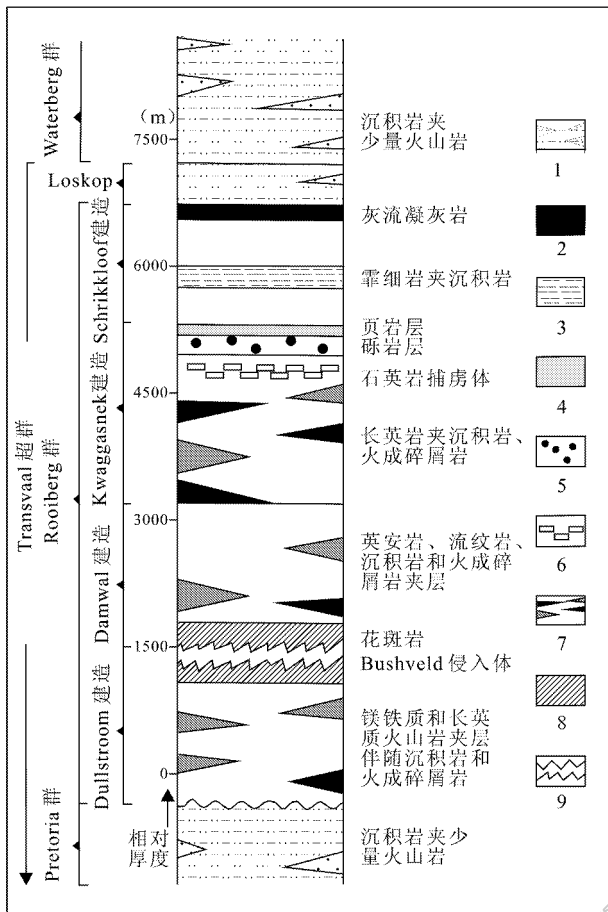 Waterberg 群
Loskop
Schrikkloof建造
Kwaggasnek建造
Damwal 建造
Dullstroom 建造
Transvaal 超群
Rooiberg 群
Pretoria 群
(m)
7500
6000
4500
3000
1500
0
相对
厚度
沉积岩夹
少量火山岩
灰流凝灰岩
霏细岩夹沉积岩
页岩层
砾岩层
石英岩捕虏体
长英岩夹沉积岩、
火成碎屑岩
英安岩、流纹岩、
沉积岩和火成碎
屑岩夹层
花斑岩
Bushveld 侵入体
镁铁质和长英
质火山岩夹层
伴随沉积岩和
火成碎屑岩
沉积岩夹少
量火山岩
1
2
3
4
5
6
7
8
9